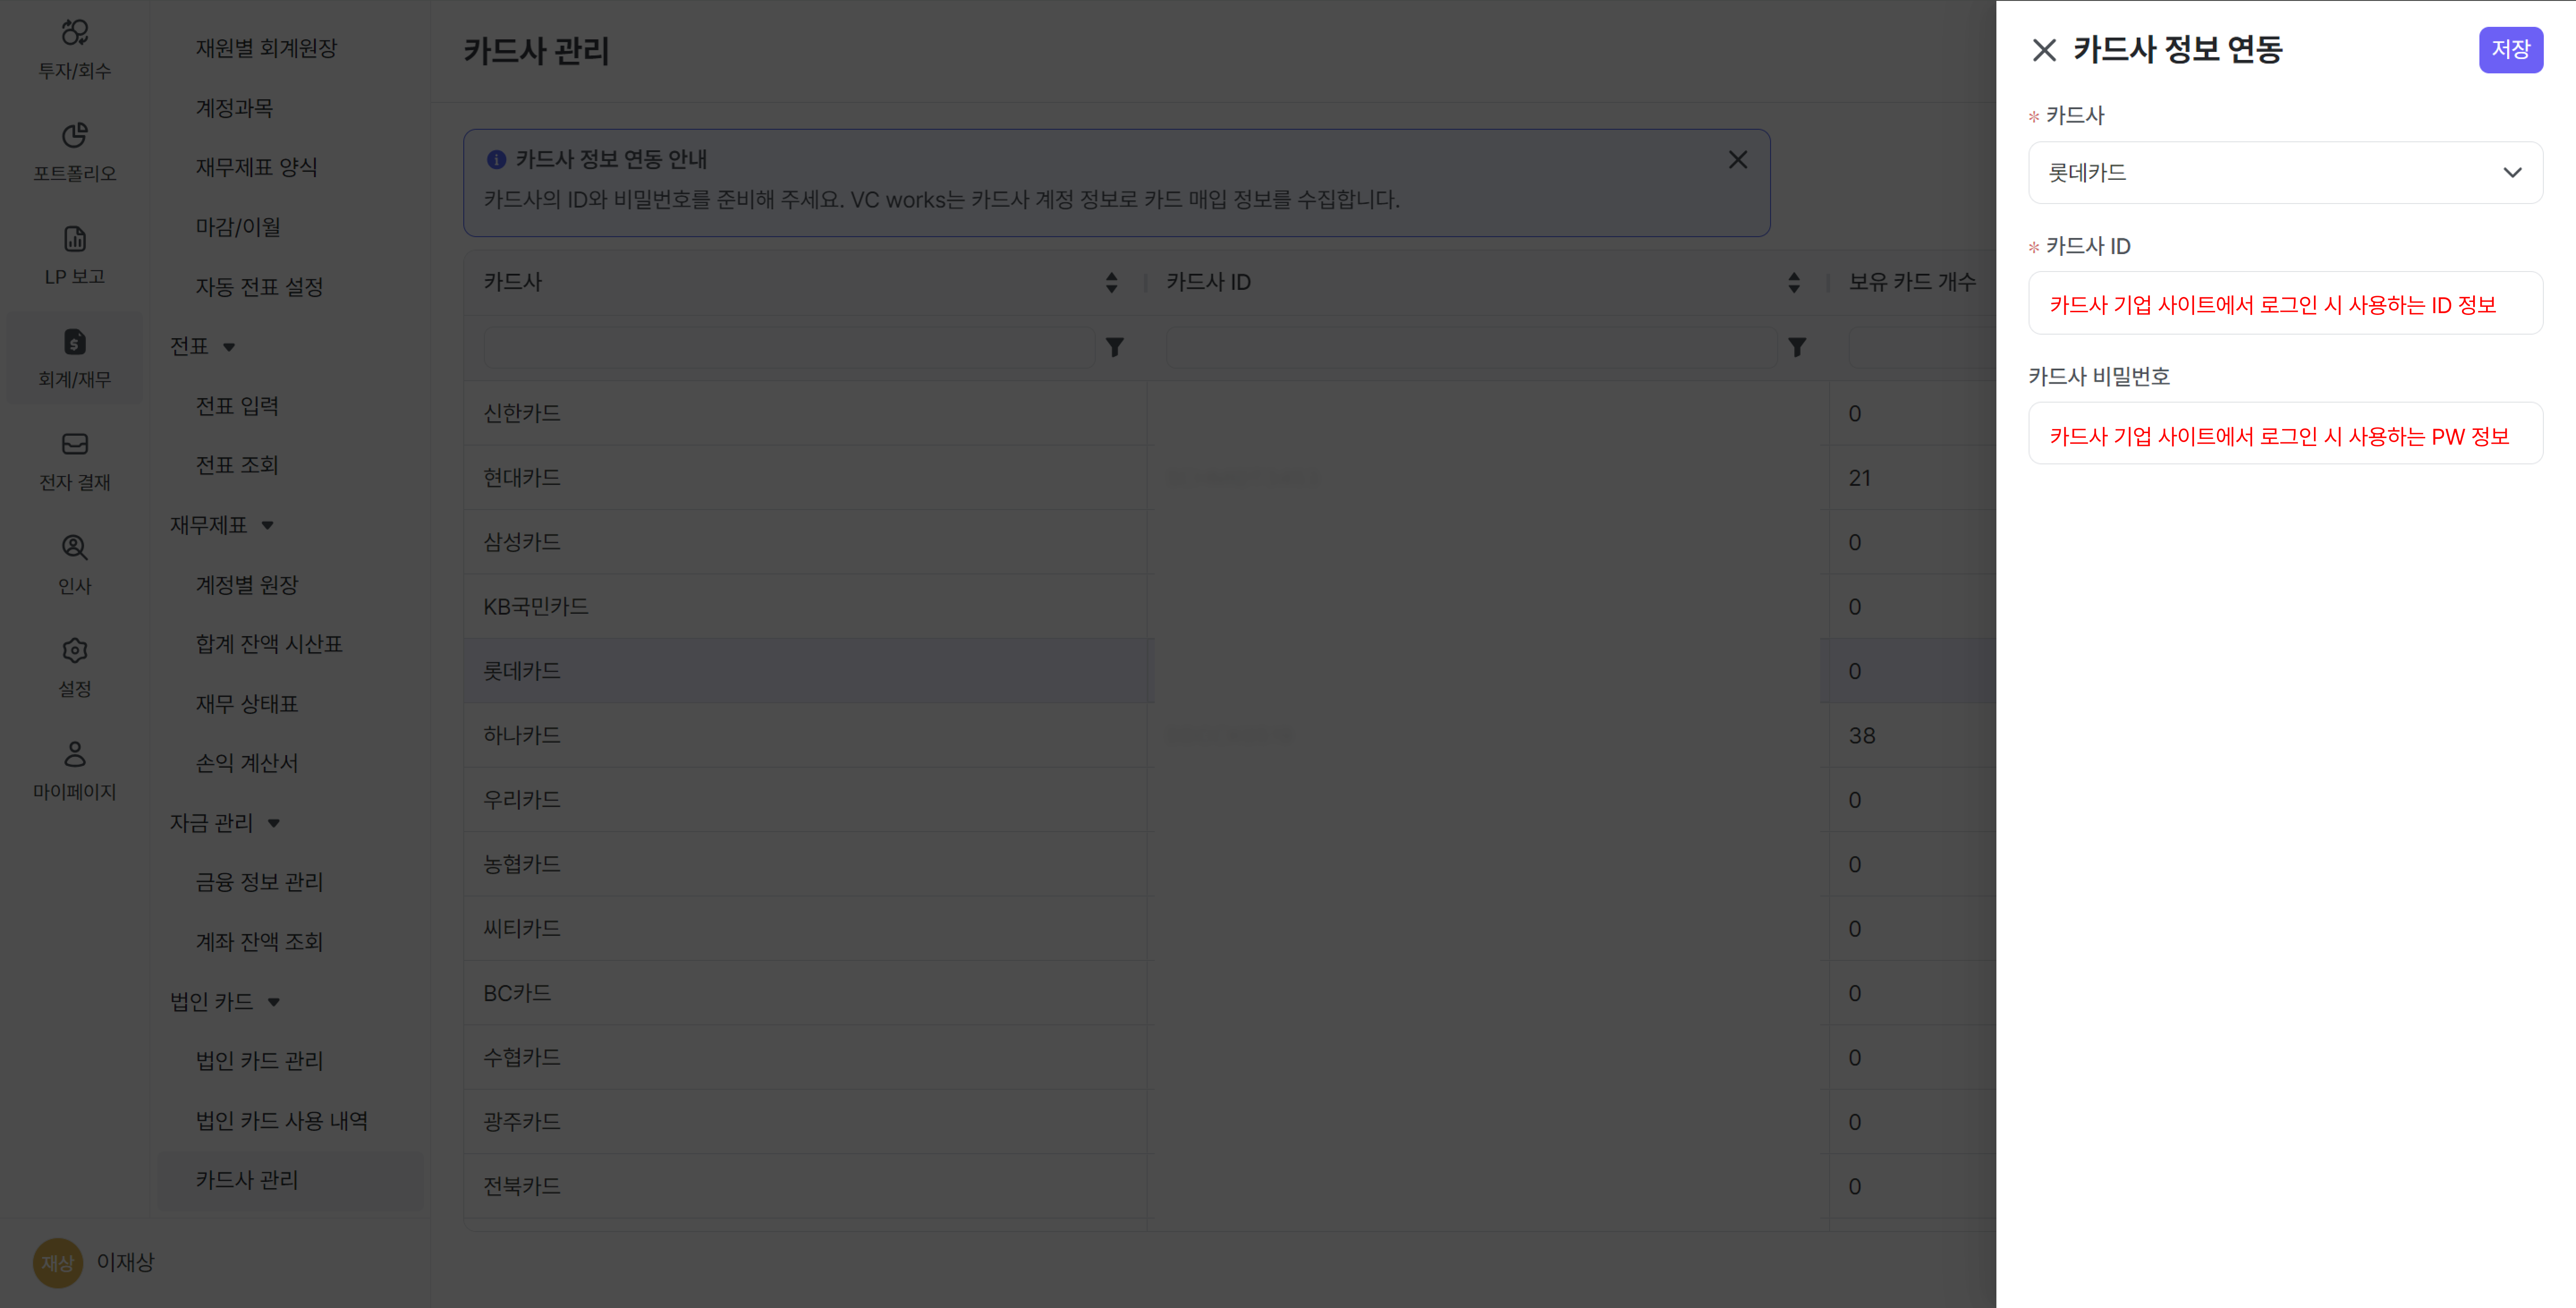 투자/회수
포트폴리오
LP 보고
회계/재무
전자 결재
인사
설정
마이페이지
재원별 회계원장
계정과목
재무제표 양식
마감/이월
자동 전표 설정
전표
전표 입력
전표 조회
재무제표
계정별 원장
합계 잔액 시산표
재무 상태표
손익 계산서
자금 관리
금융 정보 관리
계좌 잔액 조회
법인 카드
법인 카드 관리
법인 카드 사용 내역
카드사 관리
재상 이재상
카드사 관리
카드사 정보 연동 안내
카드사의 ID와 비밀번호를 준비해 주세요. VC works는 카드사 계정 정보로 카드 매입 정보를 수집합니다.
카드사 카드사 ID 보유 카드 개수
신한카드 0
현대카드 21
삼성카드 0
KB국민카드 0
롯데카드 0
하나카드 38
우리카드 0
농협카드 0
씨티카드 0
BC카드 0
수협카드 0
광주카드 0
전북카드 0
카드사 정보 연동 저장
* 카드사
롯데카드
* 카드사 ID
카드사 기업 사이트에서 로그인 시 사용하는 ID 정보
카드사 비밀번호
카드사 기업 사이트에서 로그인 시 사용하는 PW 정보